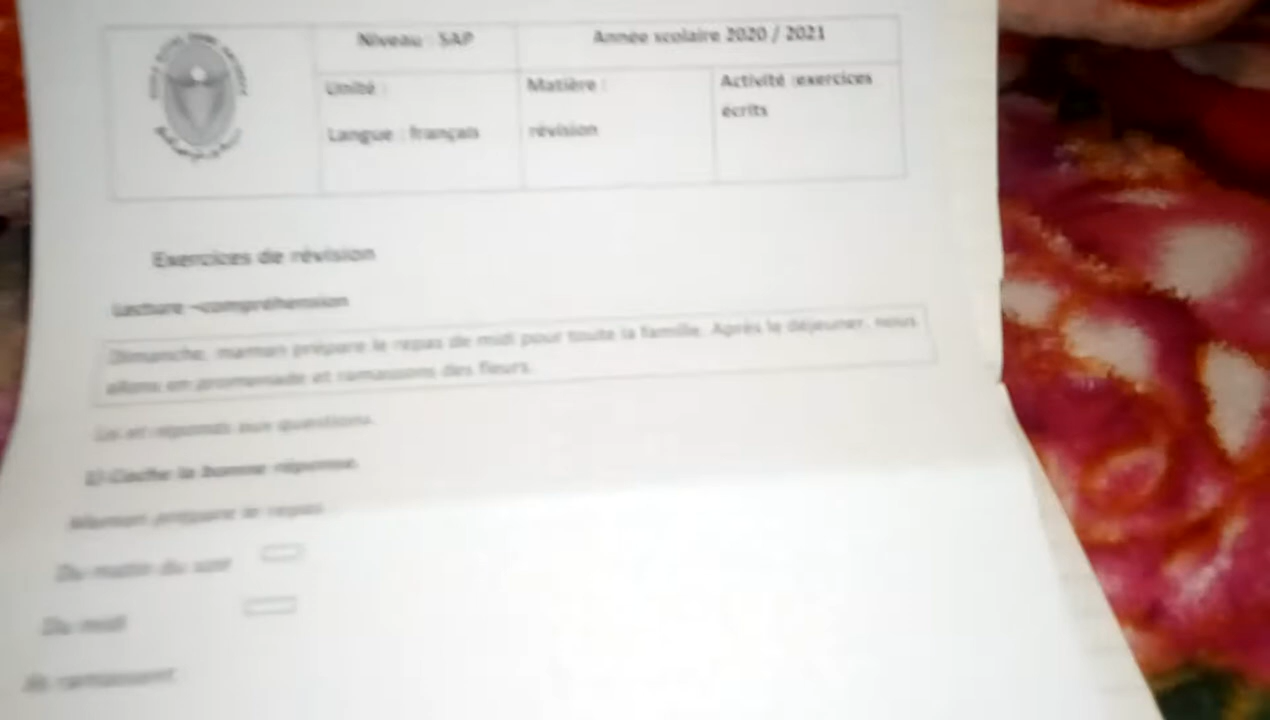 Niveau : 5AP
Année scolaire 2020 / 2021
Unité :
Langue : français
Matière :
révision
Activité :exercices
écrits
Exercices de révision
Lecture –compréhension
Dimanche, maman prépare le repas de midi pour toute la famille. Après le déjeuner, nous
allons en promenade et ramassons des fleurs.
Lis et réponds aux questions.
1) Coche la bonne réponse.
Maman prépare le repas
Du matin du soir
Du midi
Ils ramassent